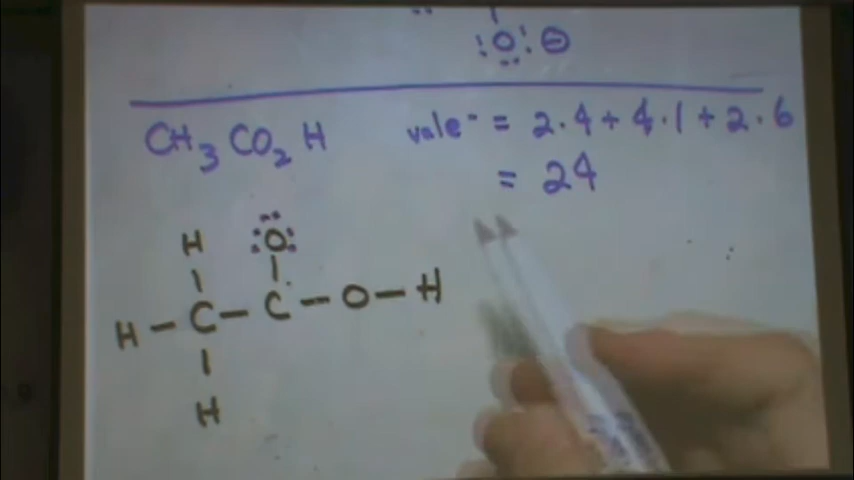 :O: ⊖
CH₃CO₂H vale⁻ = 2·4 + 4·1 + 2·6
= 24
H :O:
H - C - C - O - H
H